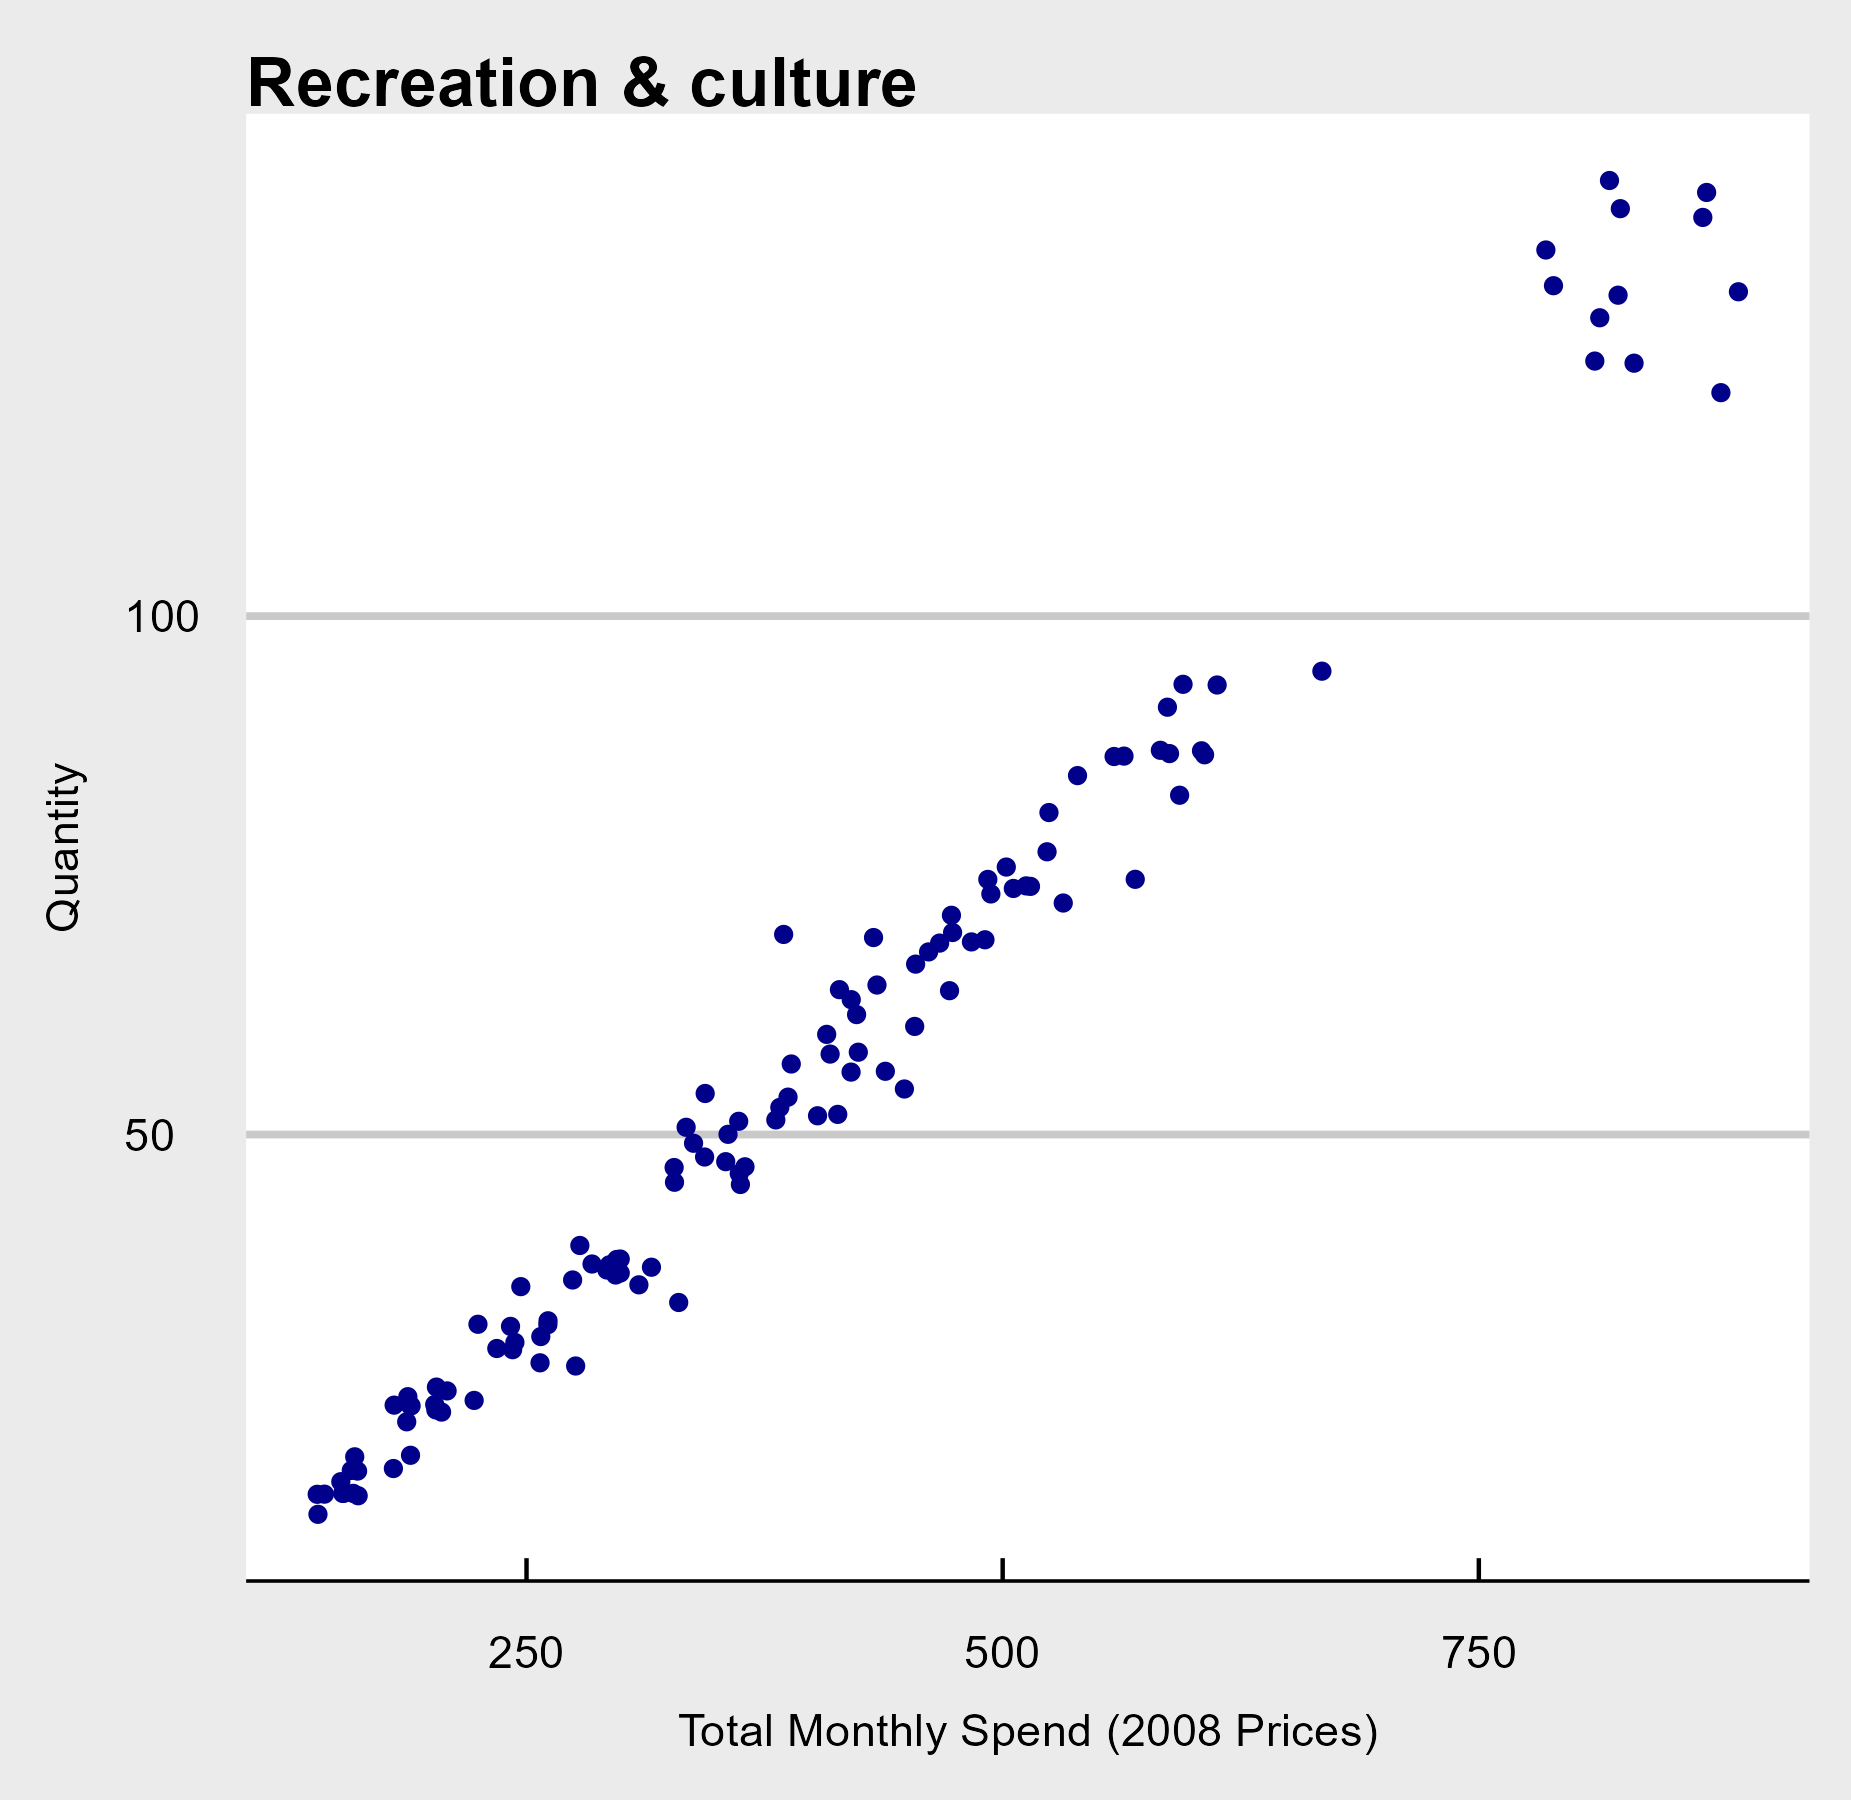 Recreation & culture
100
Quantity
50
250 500 750
Total Monthly Spend (2008 Prices)